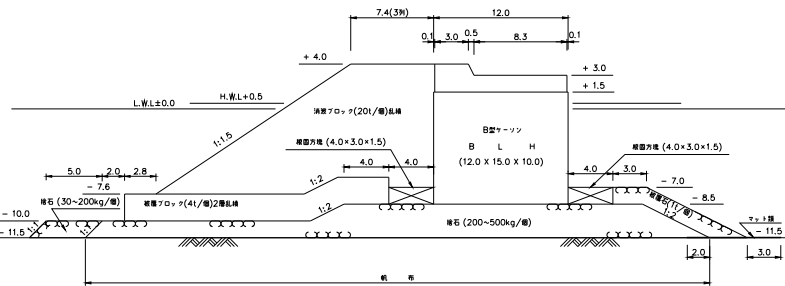 7.4(3列)
12.0
0.1
3.0
0.5
8.3
0.1
+ 4.0
+ 3.0
+ 1.5
H.W.L+0.5
L.W.L±0.0
消波ブロック(20t/個)乱積
1:1.5
B型ケーソン
B L H
(12.0 X 15.0 X 10.0)
根固方塊 (4.0×3.0×1.5)
根固方塊 (4.0×3.0×1.5)
5.0
2.0
2.8
4.0
4.0
4.0
3.0
- 7.6
1:2
- 7.0
捨石 (30~200kg/個)
被覆ブロック(4t/個)2層乱積
被覆石(1t/個)
- 8.5
- 10.0
1:2
捨石 (200~500kg/個)
1:2
マット類
- 11.5
1:1
1:1
- 11.5
2.0
3.0
帆 布